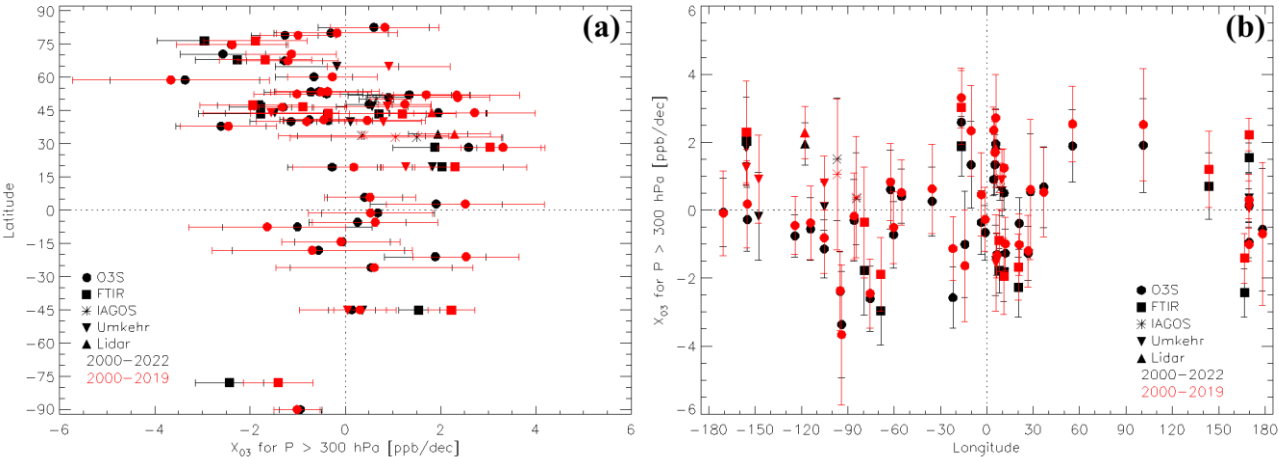 (a)
90
75
60
45
30
15
0
-15
-30
-45
-60
-75
-90
Latitude
O3S
FTIR
IAGOS
Umkehr
Lidar
2000-2022
2000-2019
-6 -4 -2 0 2 4 6
X_O3 for P > 300 hPa [ppb/dec]
(b)
6
4
2
0
-2
-4
-6
X_O3 for P > 300 hPa [ppb/dec]
O3S
FTIR
IAGOS
Umkehr
Lidar
2000-2022
2000-2019
-170 -150 -120 -90 -60 -30 0 30 60 90 120 150 180
Longitude